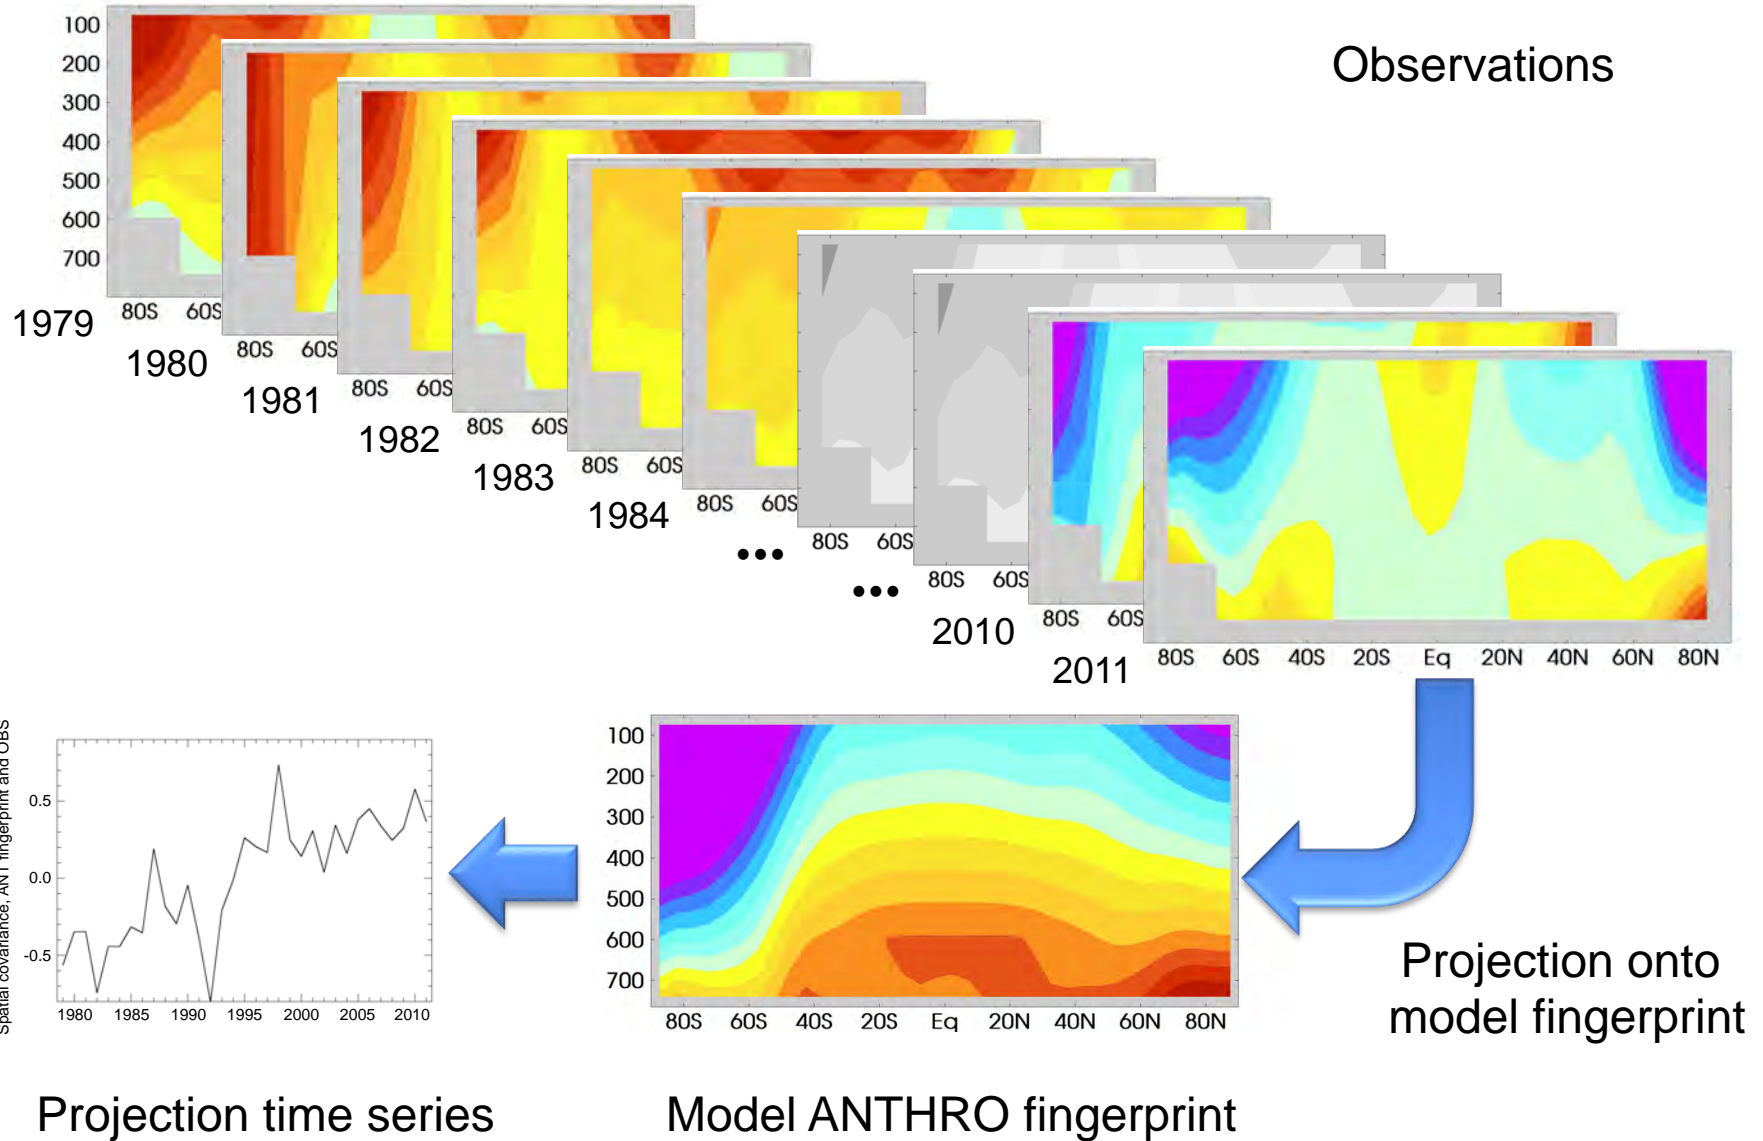 Observations
100
200
300
400
500
600
700
80S 60S
1979
80S 60S
1980
80S 60S
1981
80S 60S
1982
80S 60S
1983
80S 60S
1984
80S 60S
...
80S 60S
...
80S 60S
2010
80S 60S 40S 20S Eq 20N 40N 60N 80N
2011
Spatial covariance, ANT fingerprint and OBS
0.5
0.0
-0.5
1980 1985 1990 1995 2000 2005 2010
100
200
300
400
500
600
700
80S 60S 40S 20S Eq 20N 40N 60N 80N
Projection onto
model fingerprint
Projection time series
Model ANTHRO fingerprint